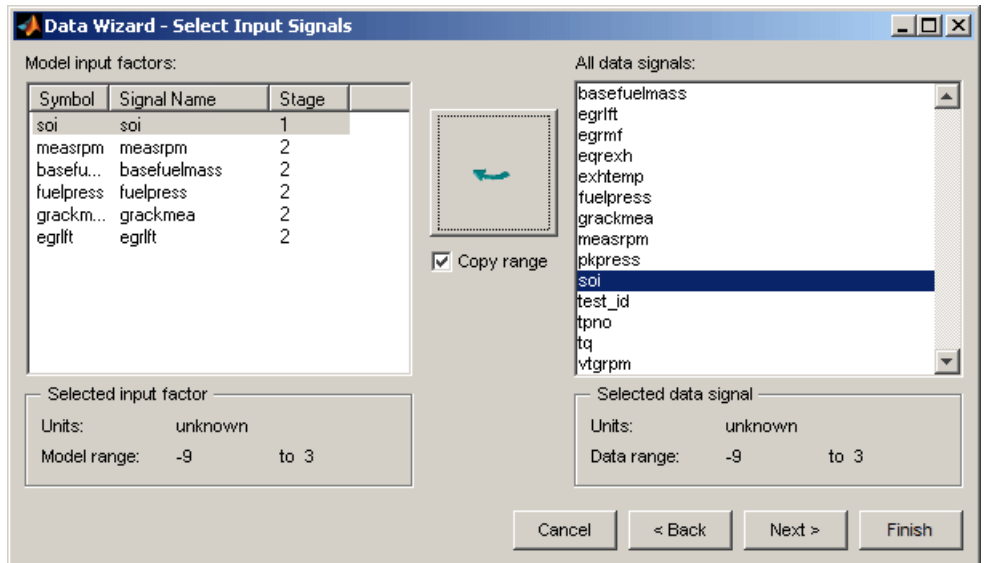 Data Wizard - Select Input Signals
Model input factors:
Symbol Signal Name Stage
soi soi 1
measrpm measrpm 2
basefu... basefuelmass 2
fuelpress fuelpress 2
grackm... grackmea 2
egrlft egrlft 2
Copy range
All data signals:
basefuelmass
egrlft
egrmf
eqrexh
exhtemp
fuelpress
grackmea
measrpm
pkpress
soi
test_id
tpno
tq
vtgrpm
Selected input factor
Units: unknown
Model range: -9 to 3
Selected data signal
Units: unknown
Data range: -9 to 3
Cancel < Back Next > Finish